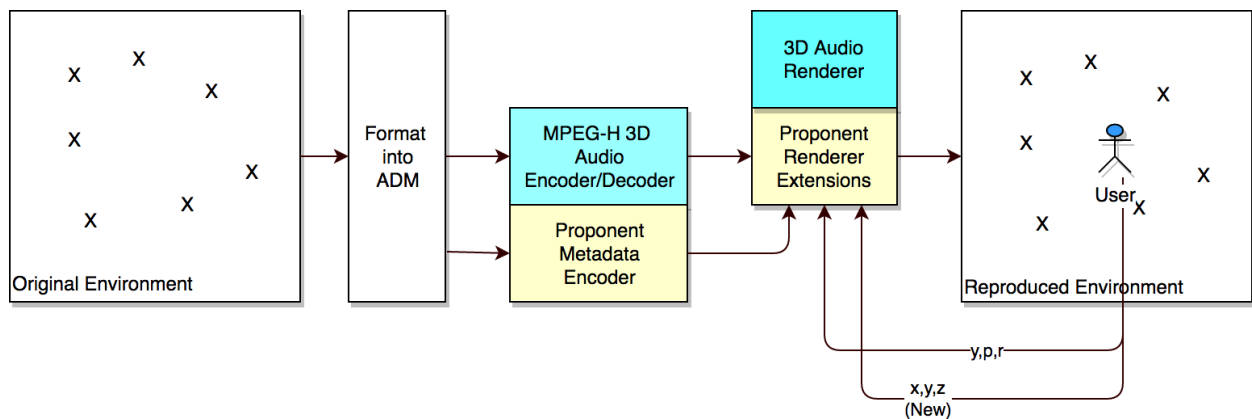 X
X
X
X
X
X
X
Original Environment
Format
into
ADM
MPEG-H 3D
Audio
Encoder/Decoder
Proponent
Metadata
Encoder
3D Audio
Renderer
Proponent
Renderer
Extensions
X
X
X
X
X
X
X
User
Reproduced Environment
y,p,r
x,y,z
(New)